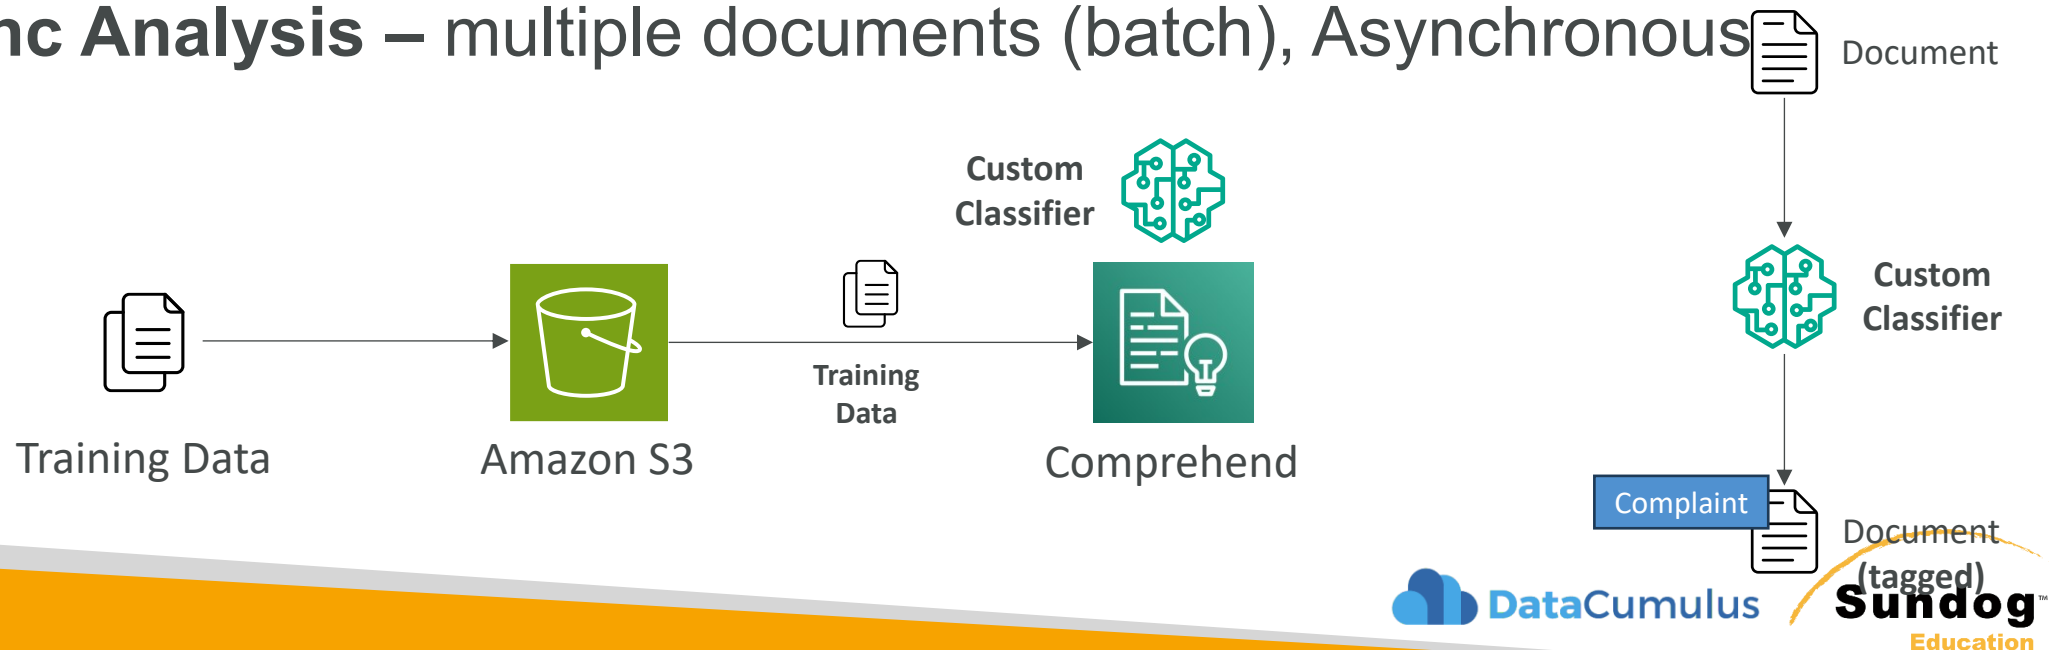 nc Analysis – multiple documents (batch), Asynchronous
Document
Custom
Classifier
Custom
Classifier
Training
Data
Training Data
Amazon S3
Comprehend
Complaint
Document
(tagged)
DataCumulus
Sundog™
Education